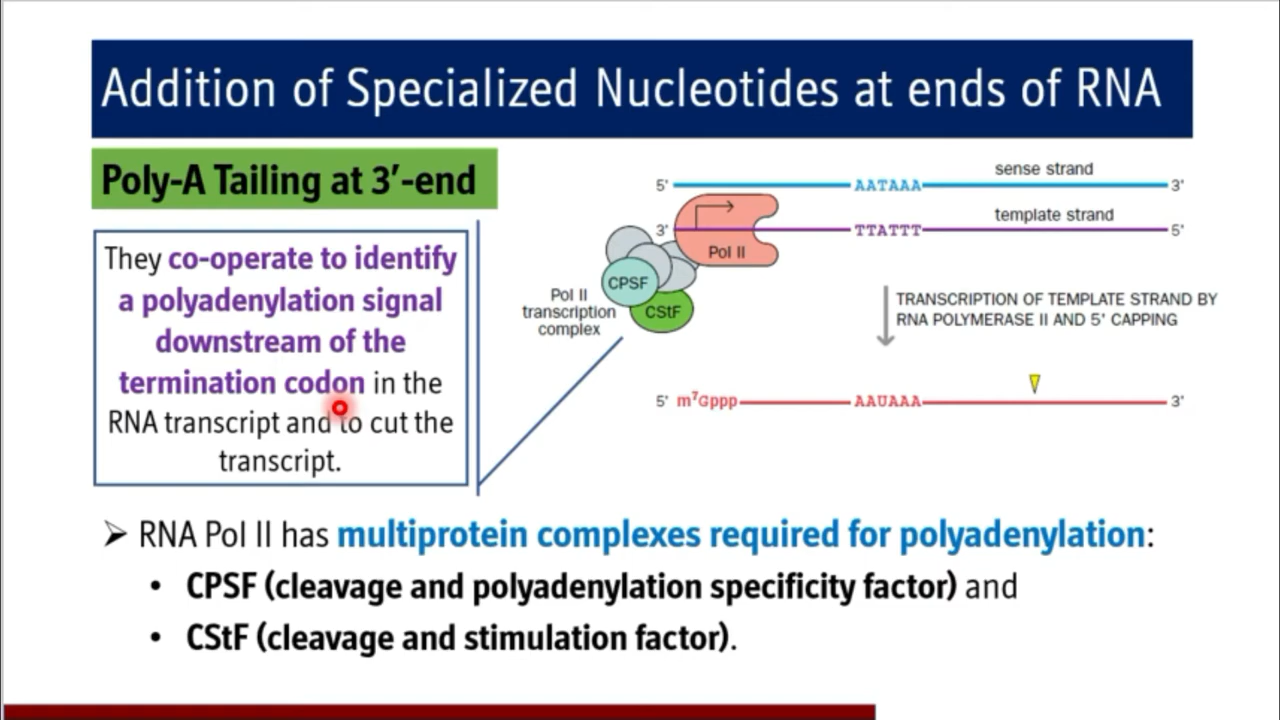 Addition of Specialized Nucleotides at ends of RNA
Poly-A Tailing at 3′-end
They co-operate to identify
a polyadenylation signal
downstream of the
termination codon in the
RNA transcript and to cut the
transcript.
sense strand
5' AATAAA 3'
template strand
3' TTATTT 5'
Pol II
CPSF
CStF
Pol II
transcription
complex
TRANSCRIPTION OF TEMPLATE STRAND BY
RNA POLYMERASE II AND 5' CAPPING
5' m⁷Gppp AAUAAA 3'
➢ RNA Pol II has multiprotein complexes required for polyadenylation:
• CPSF (cleavage and polyadenylation specificity factor) and
• CStF (cleavage and stimulation factor).